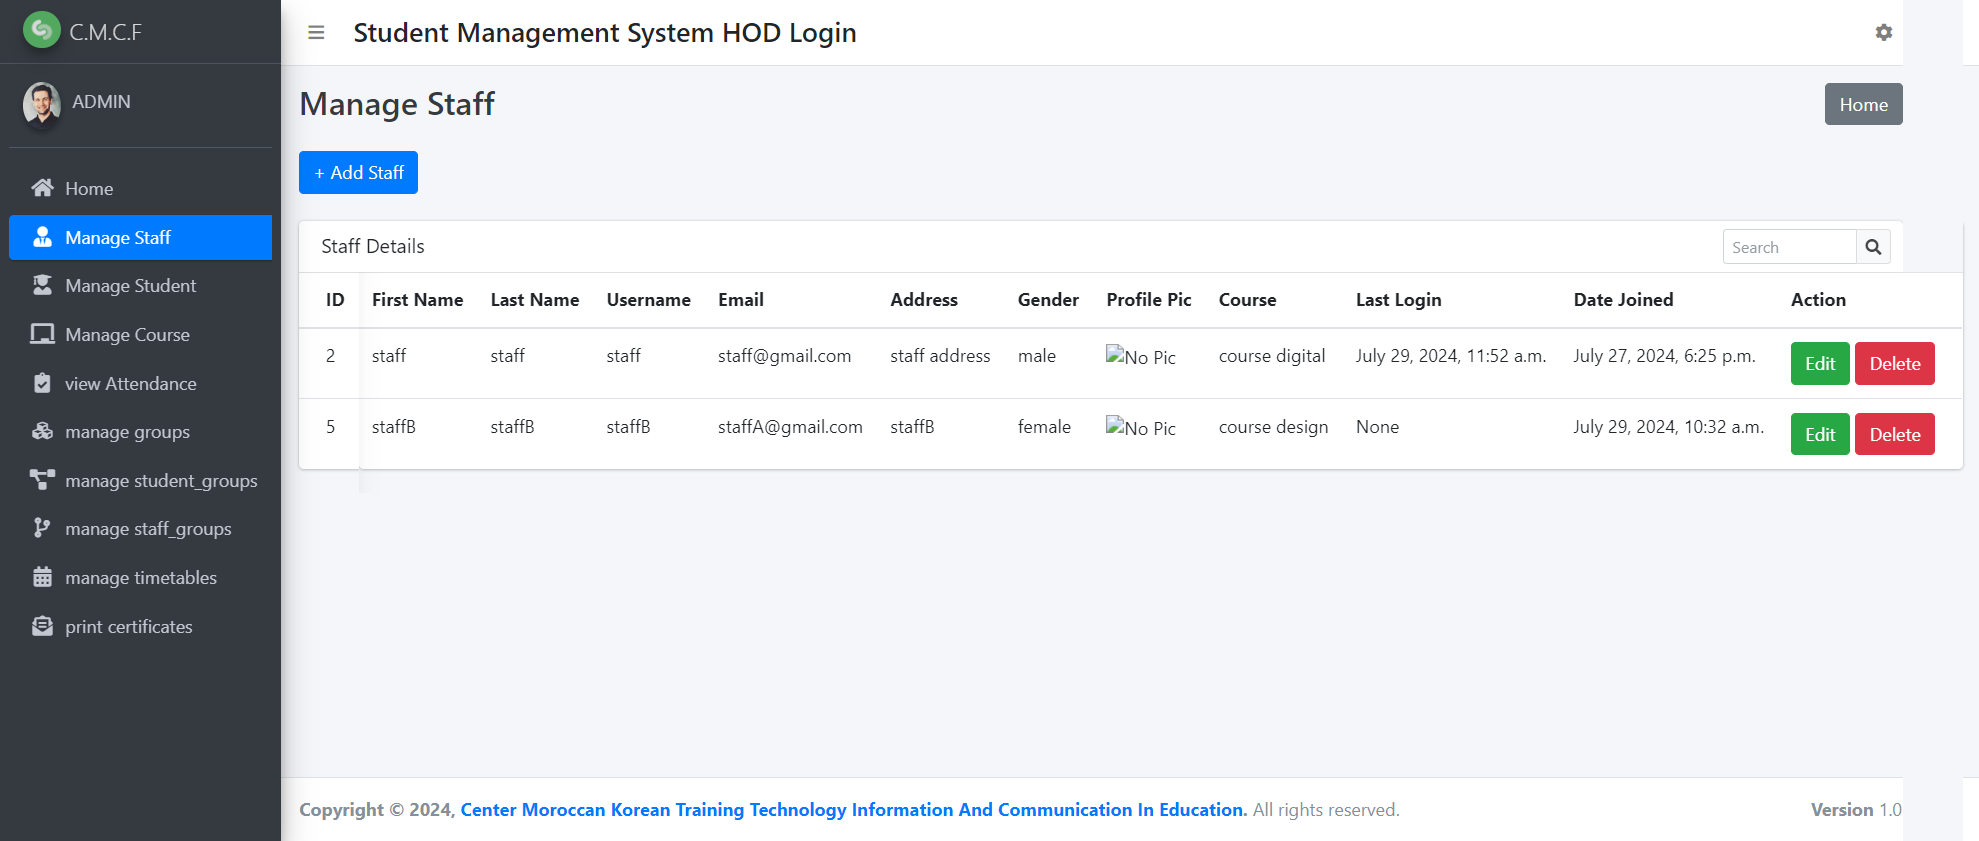 C.M.C.F
Student Management System HOD Login
ADMIN
Home
Manage Staff
Manage Student
Manage Course
view Attendance
manage groups
manage student_groups
manage staff_groups
manage timetables
print certificates
Manage Staff
Home
+ Add Staff
Staff Details
Search
ID First Name Last Name Username Email Address Gender Profile Pic Course Last Login Date Joined Action
2 staff staff staff staff@gmail.com staff address male No Pic course digital July 29, 2024, 11:52 a.m. July 27, 2024, 6:25 p.m. Edit Delete
5 staffB staffB staffB staffA@gmail.com staffB female No Pic course design None July 29, 2024, 10:32 a.m. Edit Delete
Copyright © 2024, Center Moroccan Korean Training Technology Information And Communication In Education. All rights reserved.
Version 1.0